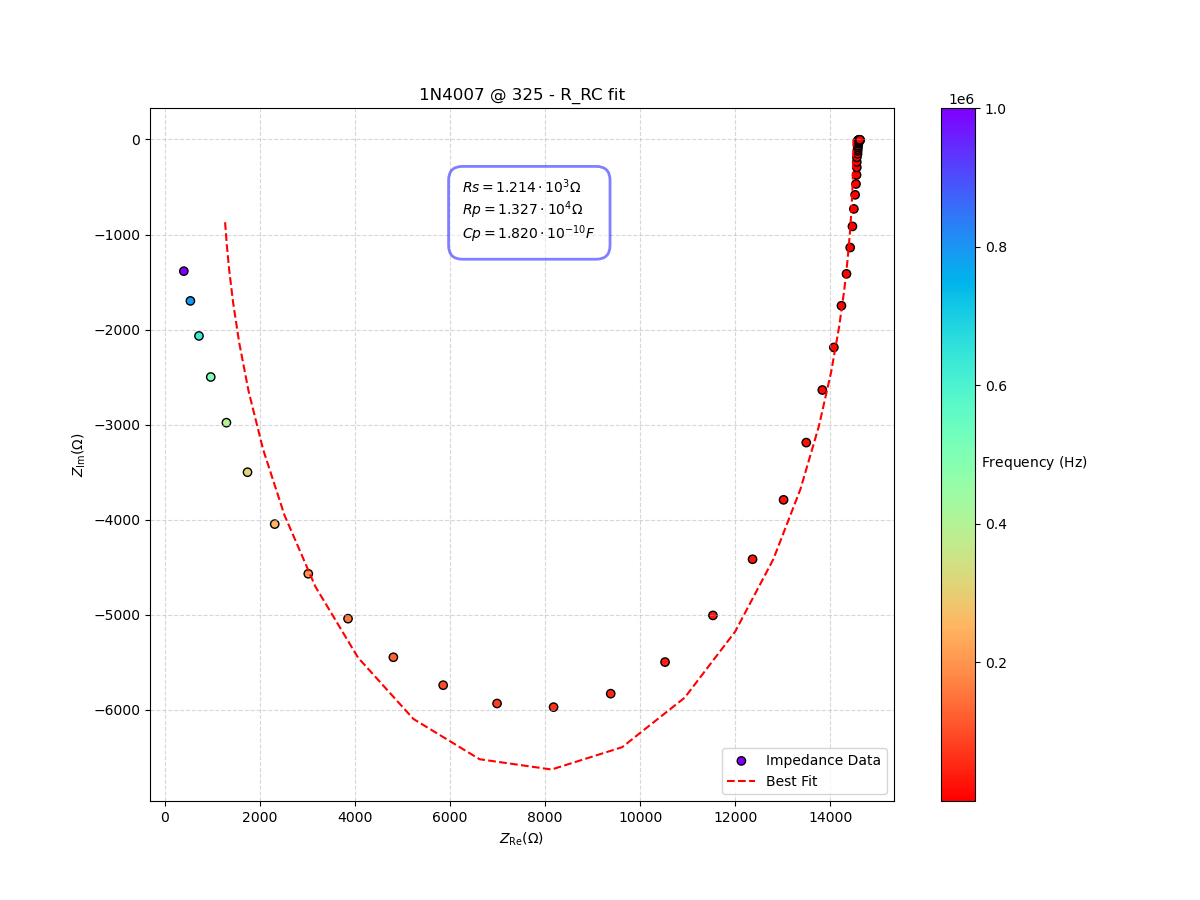 1N4007 @ 325 - R_RC fit
1e6
Rs = 1.214 · 10³Ω
Rp = 1.327 · 10⁴Ω
Cp = 1.820 · 10⁻¹⁰F
0
−1000
−2000
−3000
−4000
−5000
−6000
Z_Im(Ω)
0
2000
4000
6000
8000
10000
12000
14000
Z_Re(Ω)
Impedance Data
Best Fit
1.0
0.8
0.6
0.4
0.2
Frequency (Hz)